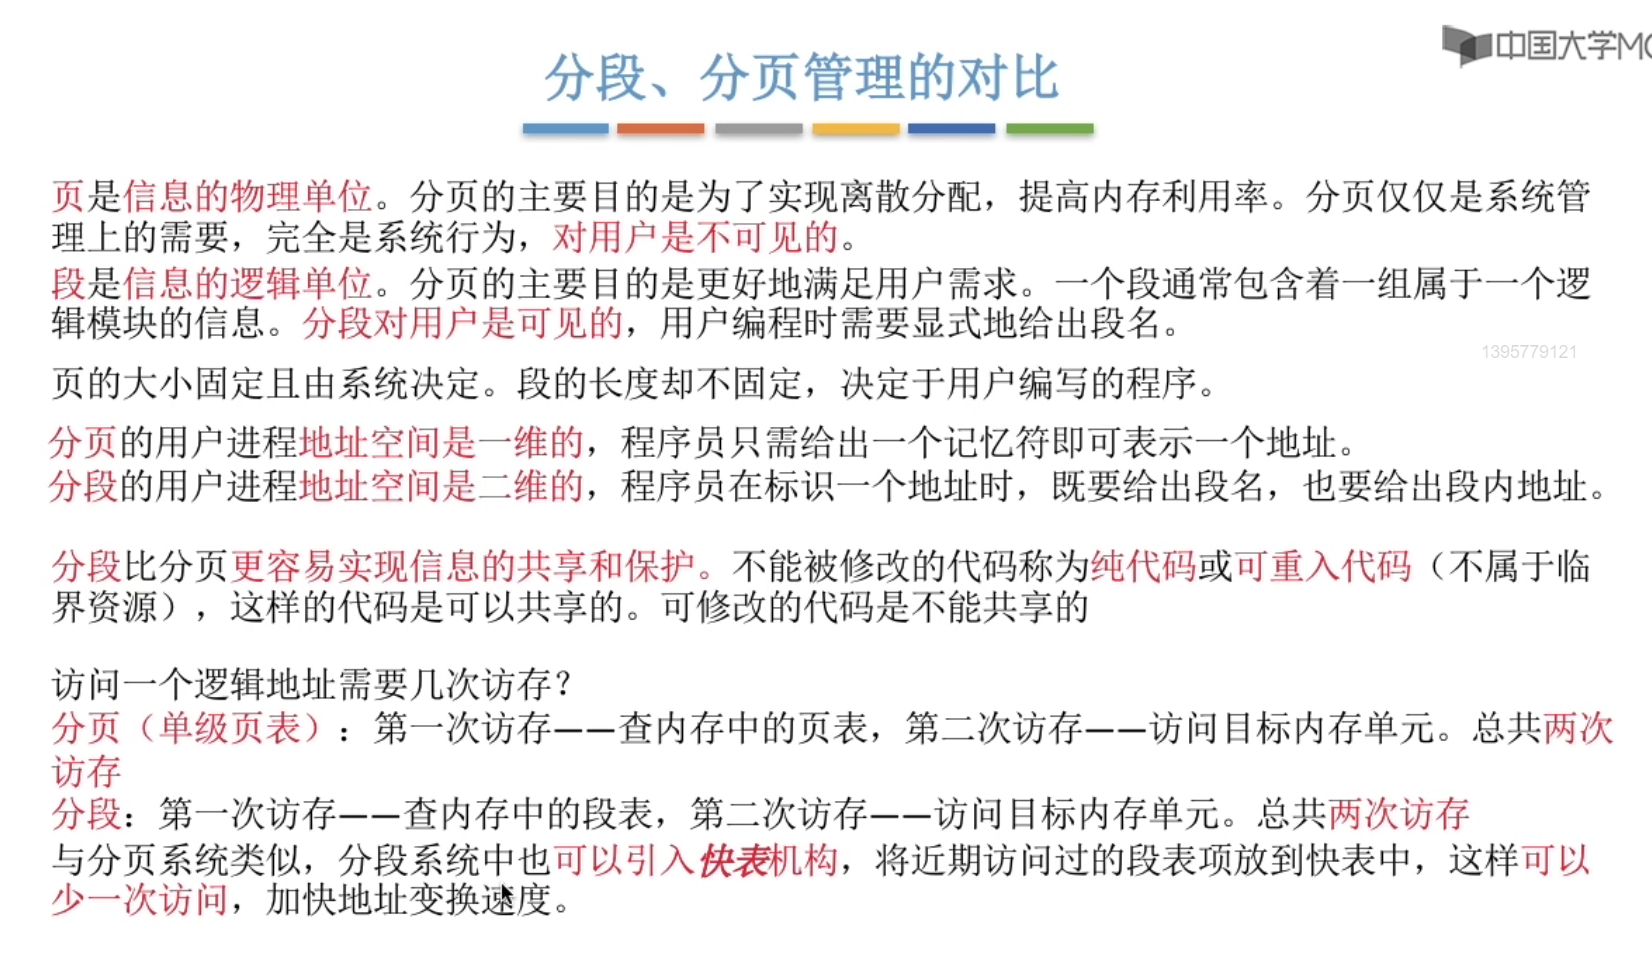 中国大学MO
分段、分页管理的对比
页是信息的物理单位。分页的主要目的是为了实现离散分配，提高内存利用率。分页仅仅是系统管
理上的需要，完全是系统行为，对用户是不可见的。
段是信息的逻辑单位。分页的主要目的是更好地满足用户需求。一个段通常包含着一组属于一个逻
辑模块的信息。分段对用户是可见的，用户编程时需要显式地给出段名。
1395779121
页的大小固定且由系统决定。段的长度却不固定，决定于用户编写的程序。
分页的用户进程地址空间是一维的，程序员只需给出一个记忆符即可表示一个地址。
分段的用户进程地址空间是二维的，程序员在标识一个地址时，既要给出段名，也要给出段内地址。
分段比分页更容易实现信息的共享和保护。不能被修改的代码称为纯代码或可重入代码（不属于临
界资源），这样的代码是可以共享的。可修改的代码是不能共享的
访问一个逻辑地址需要几次访存？
分页（单级页表）：第一次访存——查内存中的页表，第二次访存——访问目标内存单元。总共两次
访存
分段：第一次访存——查内存中的段表，第二次访存——访问目标内存单元。总共两次访存
与分页系统类似，分段系统中也可以引入快表机构，将近期访问过的段表项放到快表中，这样可以
少一次访问，加快地址变换速度。